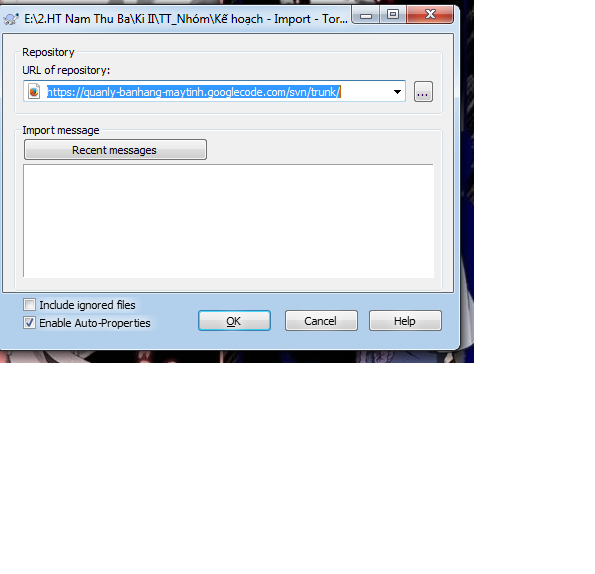 E:\2.HT Nam Thu Ba\Kì II\TT_Nhóm\Kế hoạch - Import - Tor...
Repository
URL of repository:
https://quanly-banhang-maytinh.googlecode.com/svn/trunk/
...
Import message
Recent messages
Include ignored files
Enable Auto-Properties
OK
Cancel
Help